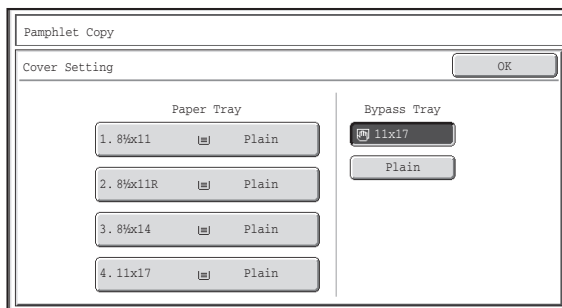 Pamphlet Copy
Cover Setting
OK
Paper Tray
1. 8½x11 Plain
2. 8½x11R Plain
3. 8½x14 Plain
4. 11x17 Plain
Bypass Tray
11x17
Plain